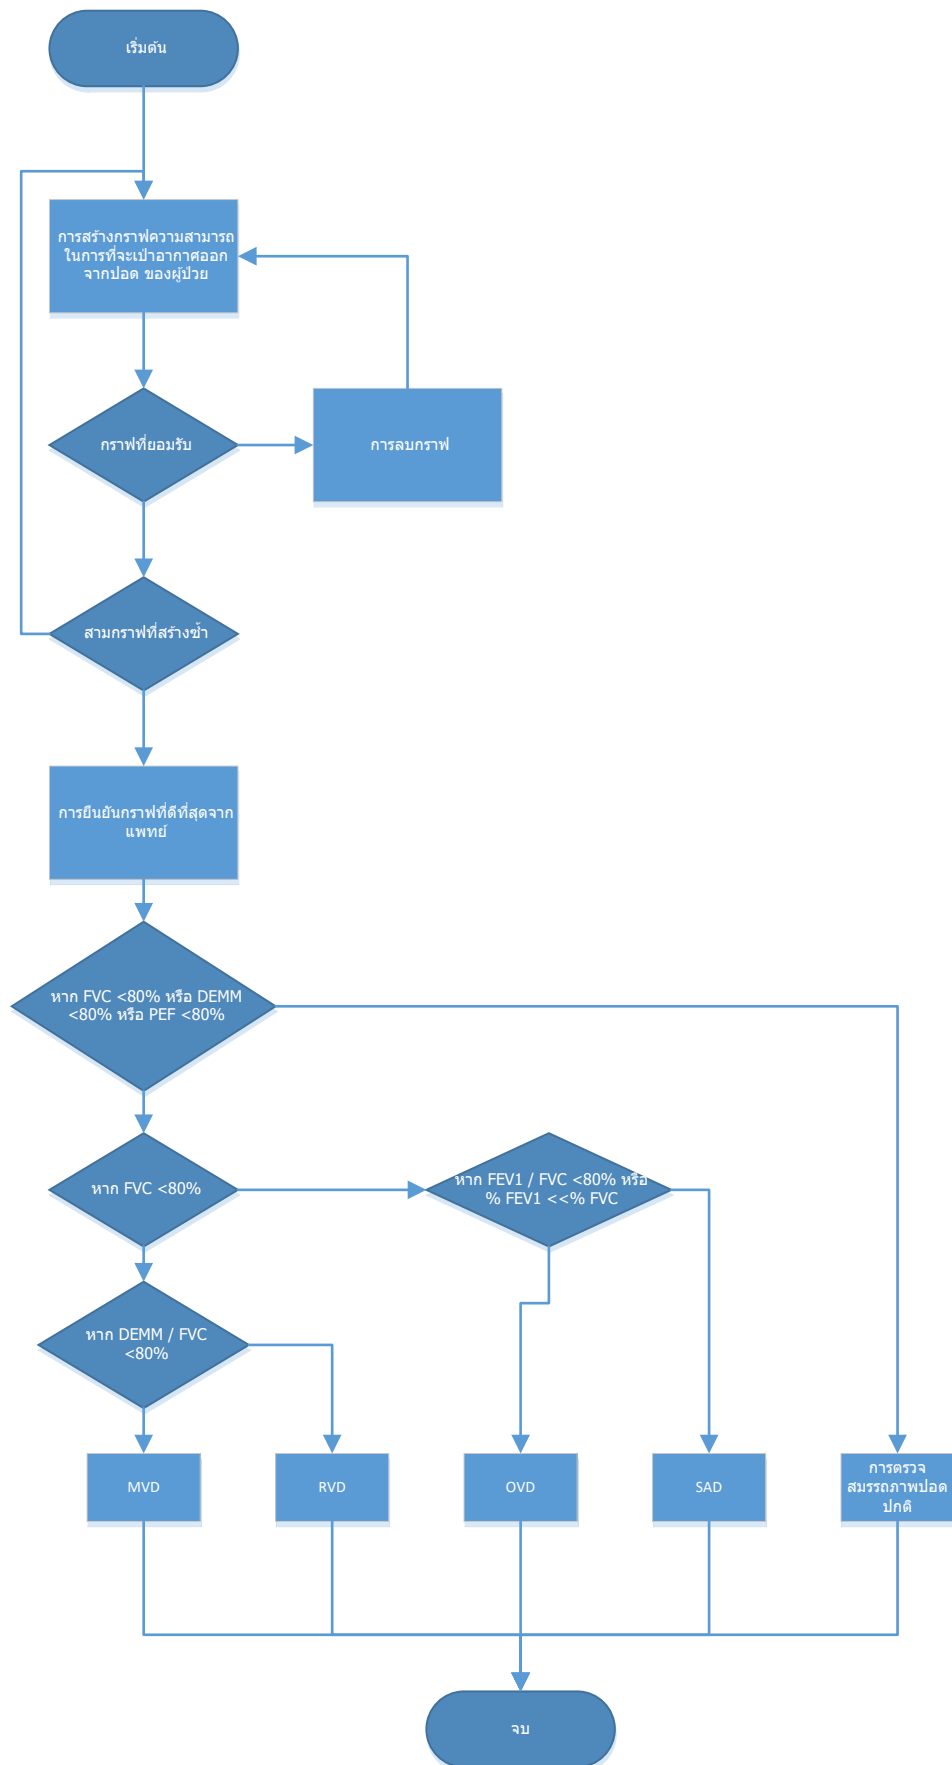 เริ่มต้น
การสร้างกราฟความสามารถ
ในการที่จะเป่าอากาศออก
จากปอด ของผู้ป่วย
กราฟที่ยอมรับ
การลบกราฟ
สามกราฟที่สร้างซ้ำ
การยืนยันกราฟที่ดีที่สุดจาก
แพทย์
หาก FVC <80% หรือ DEMM
<80% หรือ PEF <80%
หาก FVC <80%
หาก FEV1 / FVC <80% หรือ
% FEV1 <<% FVC
หาก DEMM / FVC
<80%
MVD
RVD
OVD
SAD
การตรวจ
สมรรถภาพปอด
ปกติ
จบ